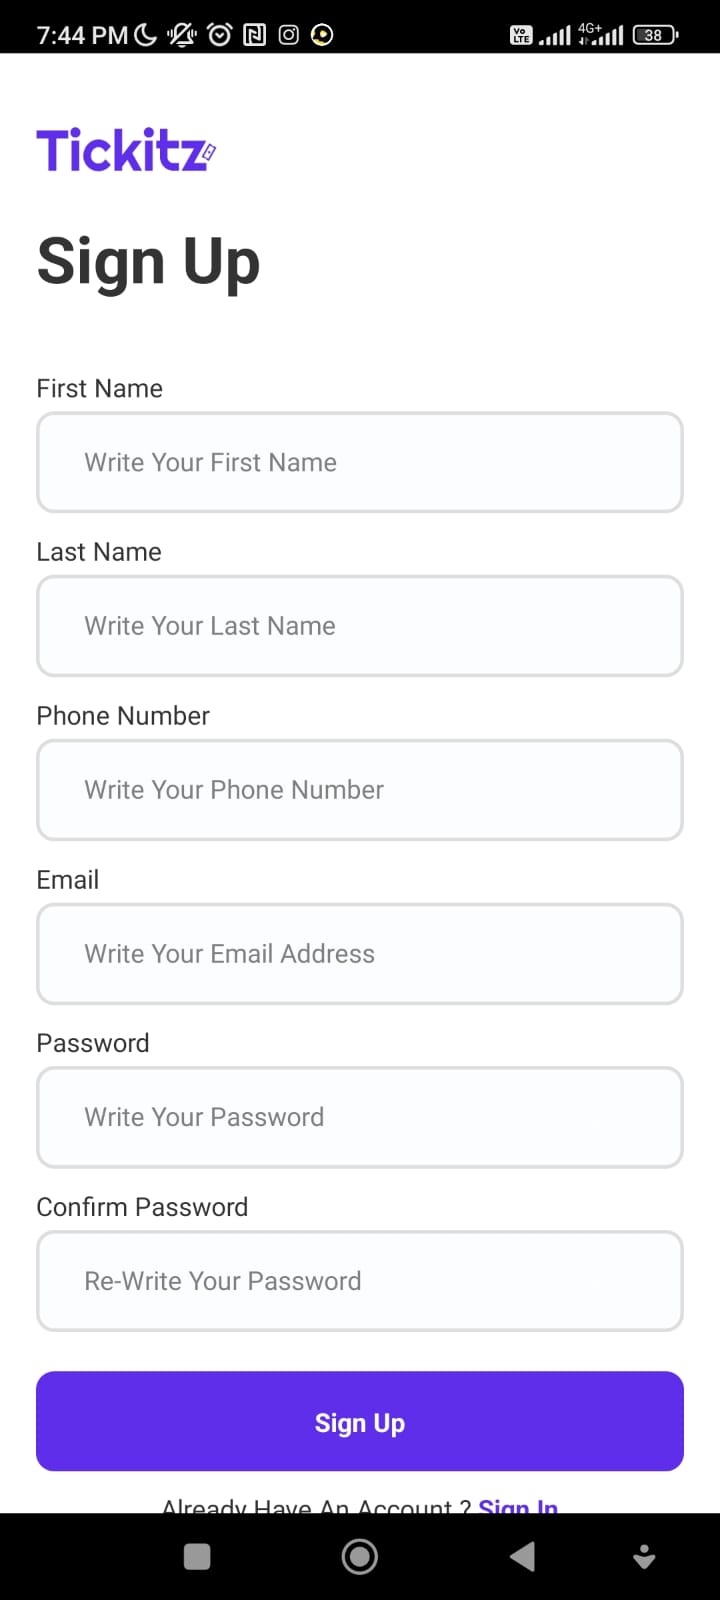 7:44 PM Vo LTE 4G+ 38
Tickitz
Sign Up
First Name
Write Your First Name
Last Name
Write Your Last Name
Phone Number
Write Your Phone Number
Email
Write Your Email Address
Password
Write Your Password
Confirm Password
Re-Write Your Password
Sign Up
Already Have An Account ? Sign In